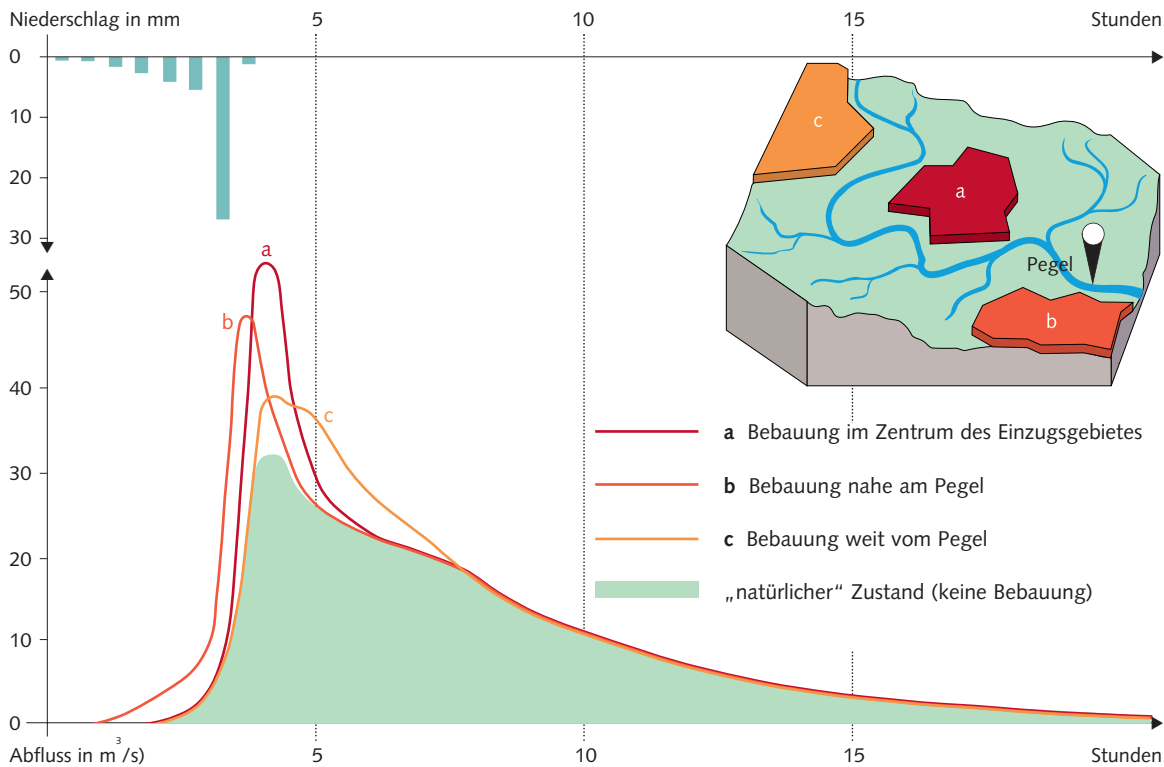 Niederschlag in mm 5 10 15 Stunden
0
10
20
30
50
40
30
20
10
0
a
b
c
c
a
Pegel
b
a Bebauung im Zentrum des Einzugsgebietes
b Bebauung nahe am Pegel
c Bebauung weit vom Pegel
„natürlicher“ Zustand (keine Bebauung)
Abfluss in m³/s) 5 10 15 Stunden